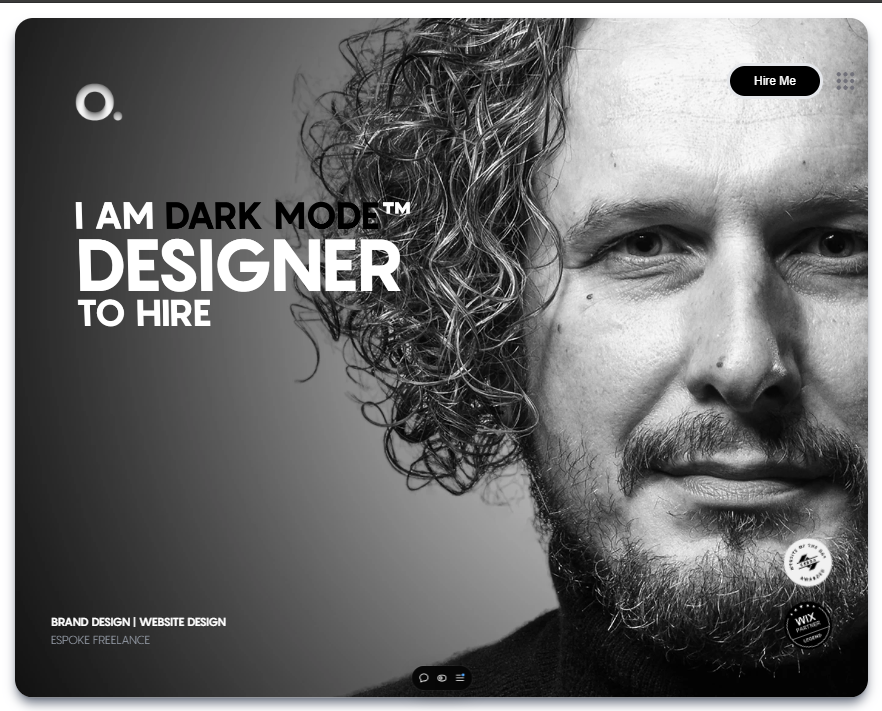 O.
Hire Me
I AM DARK MODE™
DESIGNER
TO HIRE
WEBSITE OF THE DAY
AWARDED
WIX
PARTNER
LEGEND
BRAND DESIGN | WEBSITE DESIGN
ESPOKE FREELANCE